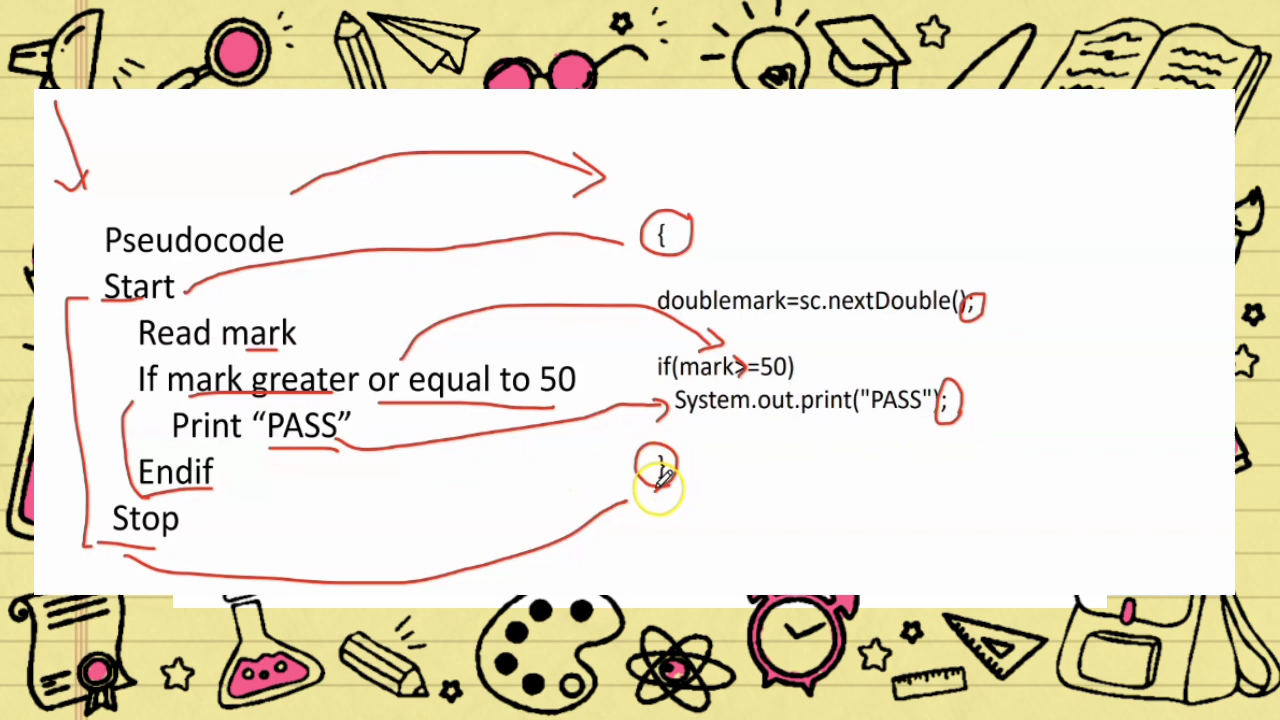 Pseudocode
Start
Read mark
If mark greater or equal to 50
Print “PASS”
Endif
Stop
{
doublemark=sc.nextDouble();
if(mark>=50)
System.out.print("PASS");
}